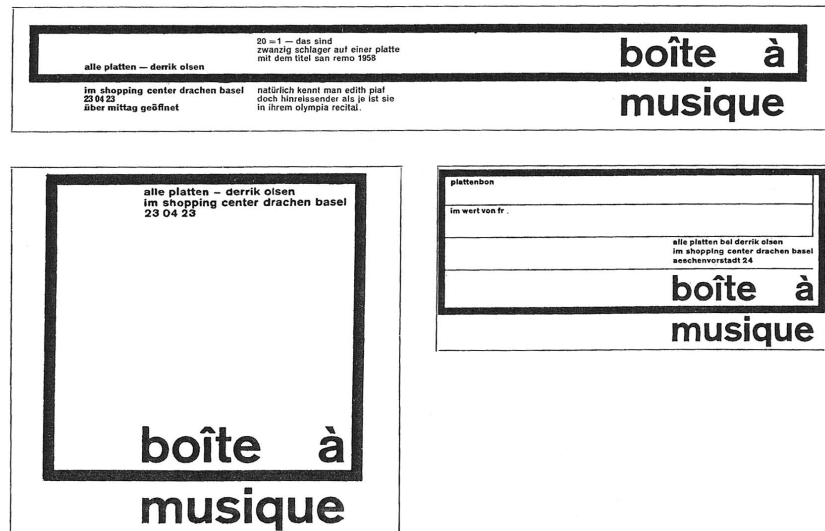 20 = 1 — das sind
zwanzig schlager auf einer platte
mit dem titel san remo 1958
alle platten — derrik olsen
boîte à
im shopping center drachen basel
23 04 23
über mittag geöffnet
natürlich kennt man edith piaf
doch hinreissender als je ist sie
in ihrem olympia recital.
musique
alle platten – derrik olsen
im shopping center drachen basel
23 04 23
boîte à
musique
plattenbon
im wert von fr .
alle platten bei derrik olsen
im shopping center drachen basel
aeschenvorstadt 24
boîte à
musique